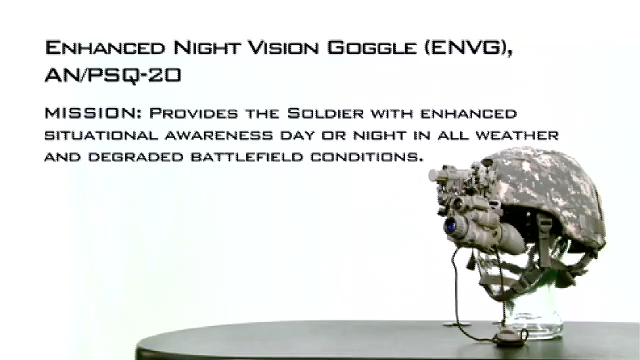 Enhanced Night Vision Goggle (ENVG),
AN/PSQ-20
MISSION: Provides the Soldier with enhanced
situational awareness day or night in all weather
and degraded battlefield conditions.